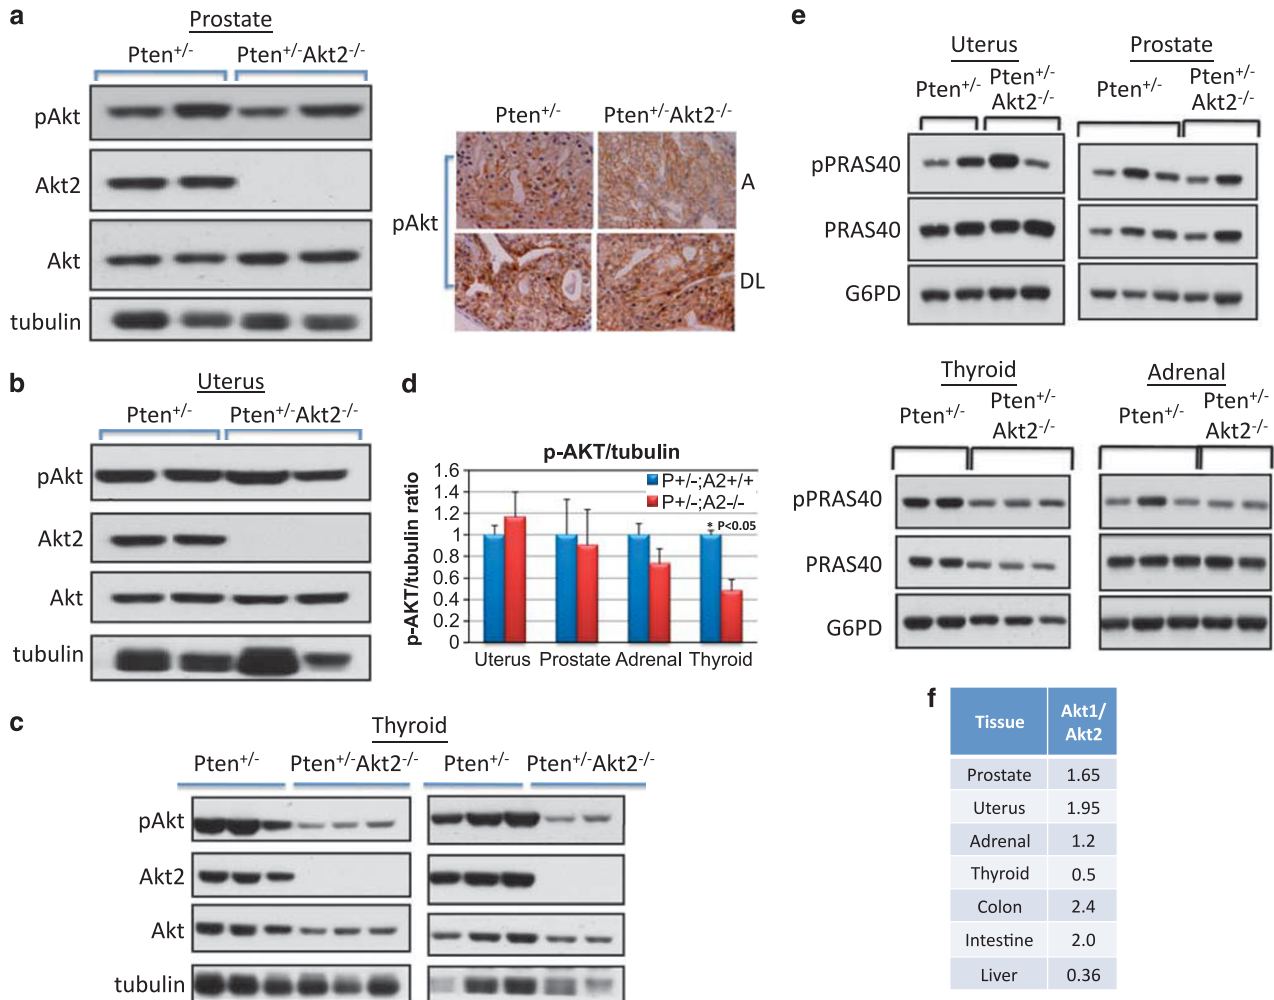 a
Prostate
Pten+/-
Pten+/-Akt2-/-
pAkt
Akt2
Akt
tubulin
Pten+/-
Pten+/-Akt2-/-
pAkt
A
DL
b
Uterus
Pten+/-
Pten+/-Akt2-/-
pAkt
Akt2
Akt
tubulin
c
Thyroid
Pten+/-
Pten+/-Akt2-/-
Pten+/-
Pten+/-Akt2-/-
pAkt
Akt2
Akt
tubulin
d
p-AKT/tubulin
p-AKT/tubulin ratio
1.6
1.4
1.2
1
0.8
0.6
0.4
0.2
0
P+/-;A2+/+
P+/-;A2-/-
* P<0.05
Uterus Prostate Adrenal Thyroid
e
Uterus
Pten+/-
Pten+/-
Akt2-/-
Prostate
Pten+/-
Pten+/-
Akt2-/-
pPRAS40
PRAS40
G6PD
Thyroid
Pten+/-
Pten+/-
Akt2-/-
Adrenal
Pten+/-
Pten+/-
Akt2-/-
pPRAS40
PRAS40
G6PD
f
Tissue Akt1/
Akt2
Prostate 1.65
Uterus 1.95
Adrenal 1.2
Thyroid 0.5
Colon 2.4
Intestine 2.0
Liver 0.36